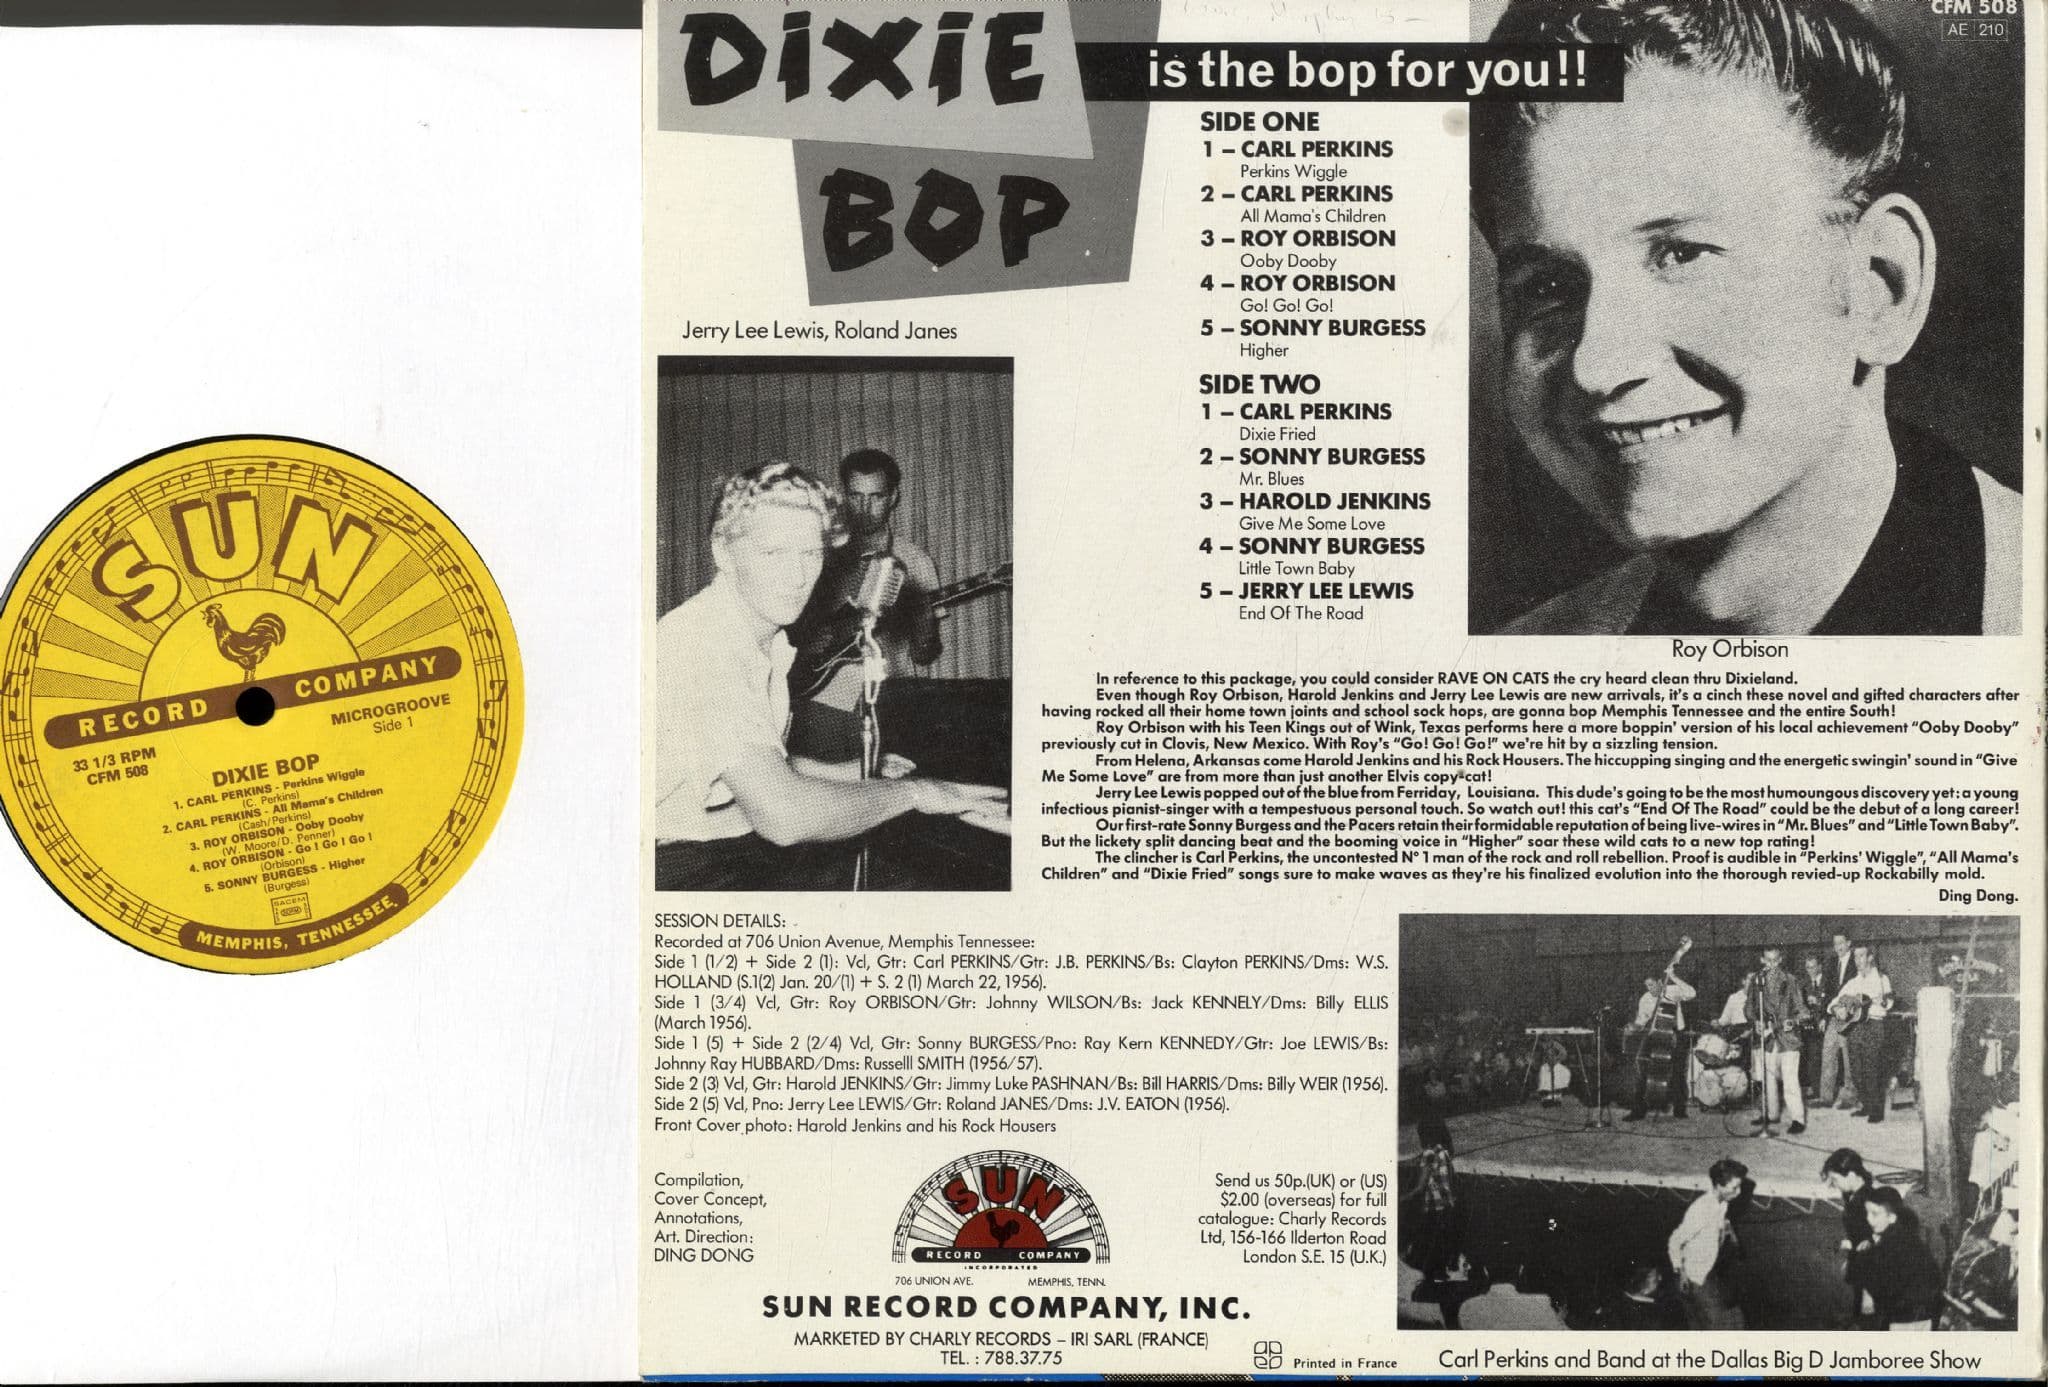 SUN
RECORD COMPANY
MICROGROOVE
Side 1
33 1/3 RPM
CFM 508
DIXIE BOP
1. CARL PERKINS - Perkins Wiggle
(C. Perkins)
2. CARL PERKINS - All Mama's Children
(Cash/Perkins)
3. ROY ORBISON - Ooby Dooby
(W. Moore/D. Penner)
4. ROY ORBISON - Go ! Go ! Go !
(Orbison)
5. SONNY BURGESS - Higher
(Burgess)
SACEM
MEMPHIS, TENNESSEE.
DIXIE
BOP
is the bop for you!!
CFM 508
AE 210
SIDE ONE
1 – CARL PERKINS
Perkins Wiggle
2 – CARL PERKINS
All Mama's Children
3 – ROY ORBISON
Ooby Dooby
4 – ROY ORBISON
Go! Go! Go!
5 – SONNY BURGESS
Higher
SIDE TWO
1 – CARL PERKINS
Dixie Fried
2 – SONNY BURGESS
Mr. Blues
3 – HAROLD JENKINS
Give Me Some Love
4 – SONNY BURGESS
Little Town Baby
5 – JERRY LEE LEWIS
End Of The Road
Jerry Lee Lewis, Roland Janes
Roy Orbison
In reference to this package, you could consider RAVE ON CATS the cry heard clean thru Dixieland.
Even though Roy Orbison, Harold Jenkins and Jerry Lee Lewis are new arrivals, it's a cinch these novel and gifted characters after
having rocked all their home town joints and school sock hops, are gonna bop Memphis Tennessee and the entire South!
Roy Orbison with his Teen Kings out of Wink, Texas performs here a more boppin' version of his local achievement "Ooby Dooby"
previously cut in Clovis, New Mexico. With Roy's "Go! Go! Go!" we're hit by a sizzling tension.
From Helena, Arkansas come Harold Jenkins and his Rock Housers. The hiccupping singing and the energetic swingin' sound in "Give
Me Some Love" are from more than just another Elvis copy-cat!
Jerry Lee Lewis popped out of the blue from Ferriday, Louisiana. This dude's going to be the most humoungous discovery yet: a young
infectious pianist-singer with a tempestuous personal touch. So watch out! this cat's "End Of The Road" could be the debut of a long career!
Our first-rate Sonny Burgess and the Pacers retain their formidable reputation of being live-wires in "Mr. Blues" and "Little Town Baby".
But the lickety split dancing beat and the booming voice in "Higher" soar these wild cats to a new top rating!
The clincher is Carl Perkins, the uncontested N° 1 man of the rock and roll rebellion. Proof is audible in "Perkins' Wiggle", "All Mama's
Children" and "Dixie Fried" songs sure to make waves as they're his finalized evolution into the thorough revied-up Rockabilly mold.
Ding Dong.
SESSION DETAILS:
Recorded at 706 Union Avenue, Memphis Tennessee:
Side 1 (1/2) + Side 2 (1): Vcl, Gtr: Carl PERKINS/Gtr: J.B. PERKINS/Bs: Clayton PERKINS/Dms: W.S.
HOLLAND (S.1(2) Jan. 20/(1) + S. 2 (1) March 22, 1956).
Side 1 (3/4) Vcl, Gtr: Roy ORBISON/Gtr: Johnny WILSON/Bs: Jack KENNELY/Dms: Billy ELLIS
(March 1956).
Side 1 (5) + Side 2 (2/4) Vcl, Gtr: Sonny BURGESS/Pno: Ray Kern KENNEDY/Gtr: Joe LEWIS/Bs:
Johnny Ray HUBBARD/Dms: Russelll SMITH (1956/57).
Side 2 (3) Vcl, Gtr: Harold JENKINS/Gtr: Jimmy Luke PASHNAN/Bs: Bill HARRIS/Dms: Billy WEIR (1956).
Side 2 (5) Vcl, Pno: Jerry Lee LEWIS/Gtr: Roland JANES/Dms: J.V. EATON (1956).
Front Cover photo: Harold Jenkins and his Rock Housers
Compilation,
Cover Concept,
Annotations,
Art. Direction:
DING DONG
SUN
RECORD COMPANY
INCORPORATED
706 UNION AVE. MEMPHIS, TENN.
Send us 50p.(UK) or (US)
$2.00 (overseas) for full
catalogue: Charly Records
Ltd, 156-166 Ilderton Road
London S.E. 15 (U.K.)
SUN RECORD COMPANY, INC.
MARKETED BY CHARLY RECORDS – IRI SARL (FRANCE)
TEL. : 788.37.75
Printed in France
Carl Perkins and Band at the Dallas Big D Jamboree Show